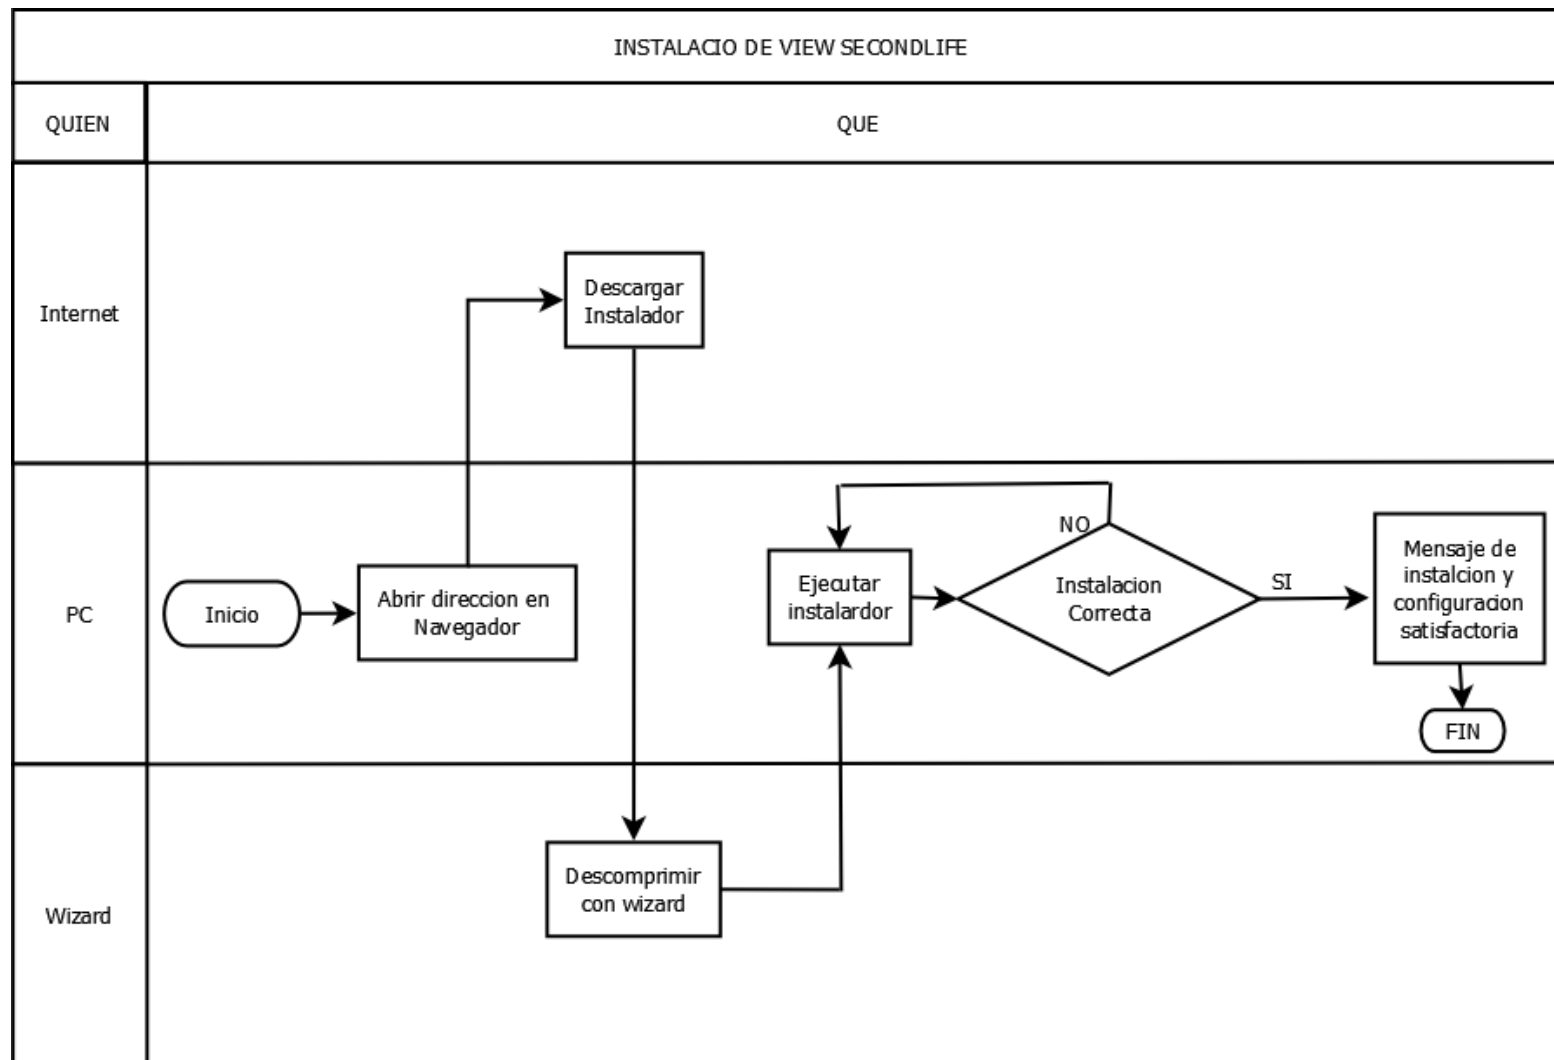 INSTALACIO DE VIEW SECONDLIFE
QUIEN
QUE
Internet
Descargar
Instalador
PC
Inicio
Abrir direccion en
Navegador
Ejecutar
instalardor
NO
Instalacion
Correcta
SI
Mensaje de
instalcion y
configuracion
satisfactoria
FIN
Wizard
Descomprimir
con wizard